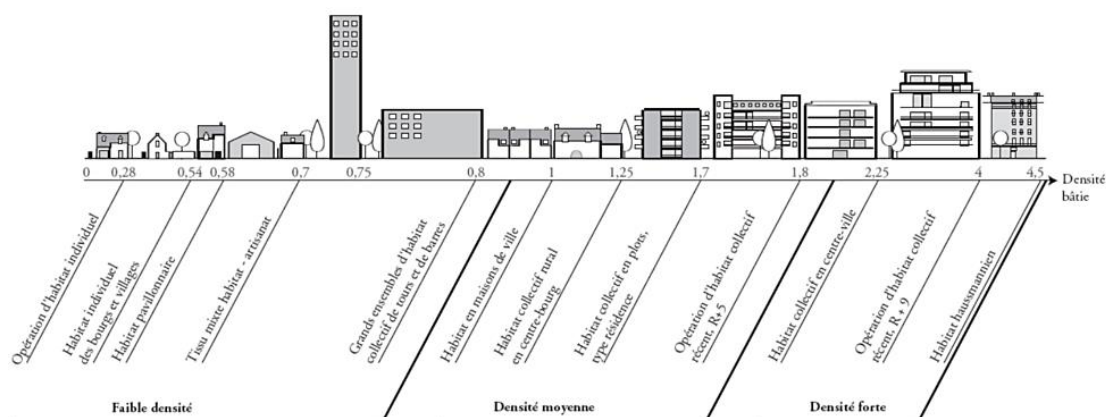 0
0,28
0,54
0,58
0,7
0,75
0,8
1
1,25
1,7
1,8
2,25
4
4,5
Densité
bâtie
Opération d'habitat individuel
Habitat individuel
des bourgs et villages
Habitat pavillonnaire
Tissu mixte habitat - artisanat
Grands ensembles d'habitat
collectif de tours et de barres
Habitat en maisons de ville
Habitat collectif rural
en centre-bourg
Habitat collectif en plots,
type résidence
Opération d'habitat collectif
récent, R+5
Habitat collectif en centre-ville
Opération d'habitat collectif
récent, R + 9
Habitat haussmannien
Faible densité
Densité moyenne
Densité forte